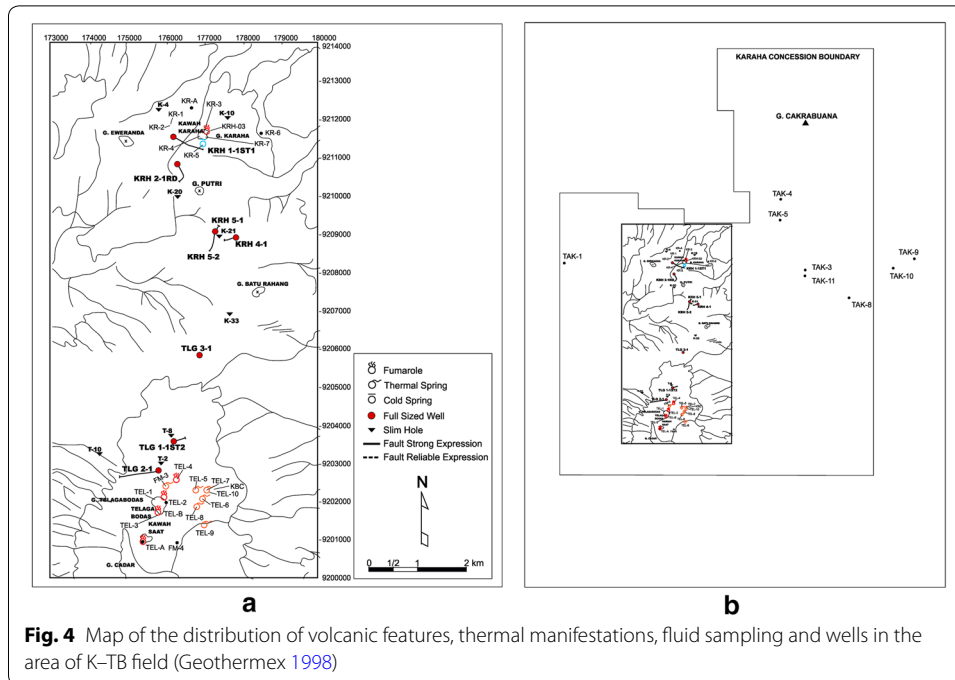 173000 174000 175000 176000 177000 178000 179000 180000
9214000
9213000
9212000
9211000
9210000
9209000
9208000
9207000
9206000
9205000
9204000
9203000
9202000
9201000
9200000
K-4
KR-A
KR-3
KR-1
K-10
KR-2
KAWAH
KARAHA
KRH-03
KR-6
G. EWERANDA
G. KARAHA
KR-4
KR-7
KR-5
KRH 1-1ST1
KRH 2-1RD
K-20
G. PUTRI
KRH 5-1
K-21
KRH 4-1
KRH 5-2
G. BATU RAHANG
K-33
TLG 3-1
T-8
TLG 1-1ST2
T-10
T-2
TLG 2-1
FM-3
TEL-4
TEL-5
TEL-7
KBC
TEL-1
TEL-10
G. TELAGABODAS
TEL-2
TEL-6
TELAGA
BODAS
TEL-B
TEL-8
TEL-3
KAWAH
SAAT
TEL-9
TEL-A
FM-4
G. CADAR
Fumarole
Thermal Spring
Cold Spring
Full Sized Well
Slim Hole
Fault Strong Expression
Fault Reliable Expression
N
0 1/2 1 2 km
a
KARAHA CONCESSION BOUNDARY
G. CAKRABUANA
TAK-4
TAK-5
TAK-1
TAK-9
TAK-3
TAK-10
TAK-11
TAK-8
KRH 1-1ST1
KRH 5-1
TLG 3-1
b
Fig. 4 Map of the distribution of volcanic features, thermal manifestations, fluid sampling and wells in the
area of K–TB field (Geothermex 1998)